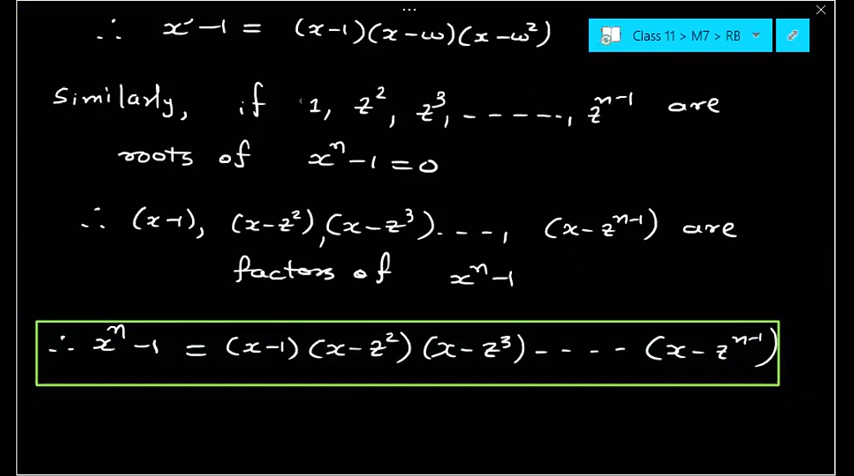 ∴ x³-1 = (x-1)(x-ω)(x-ω²)
Class 11 > M7 > RB
Similarly, if 1, z², z³, ------, zⁿ⁻¹ are
roots of xⁿ-1 = 0
∴ (x-1), (x-z²), (x-z³)...-, (x-zⁿ⁻¹) are
factors of xⁿ-1
∴ xⁿ-1 = (x-1)(x-z²)(x-z³)---- (x-zⁿ⁻¹)